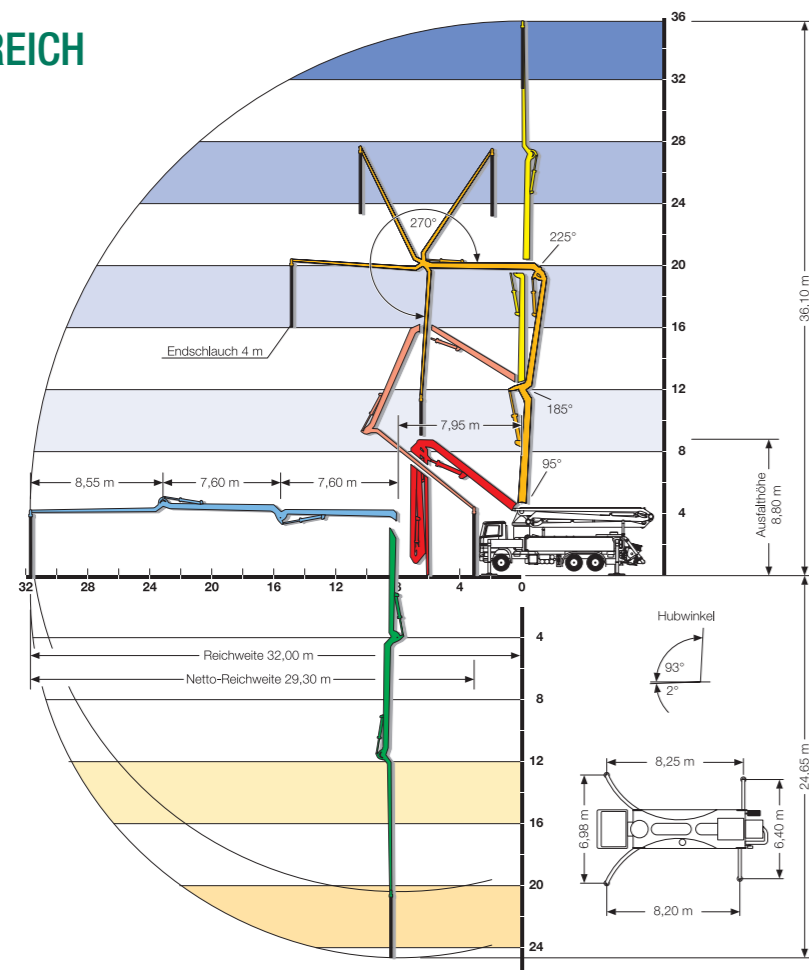 REICH
36
32
28
24
20
16
12
8
4
36,10 m
270°
225°
Endschlauch 4 m
185°
7,95 m
95°
8,55 m
7,60 m
7,60 m
Ausfalthöhe
8,80 m
32
28
24
20
16
12
8
4
0
Reichweite 32,00 m
Netto-Reichweite 29,30 m
4
8
12
16
20
24
Hubwinkel
93°
2°
24,65 m
8,25 m
6,98 m
6,40 m
8,20 m